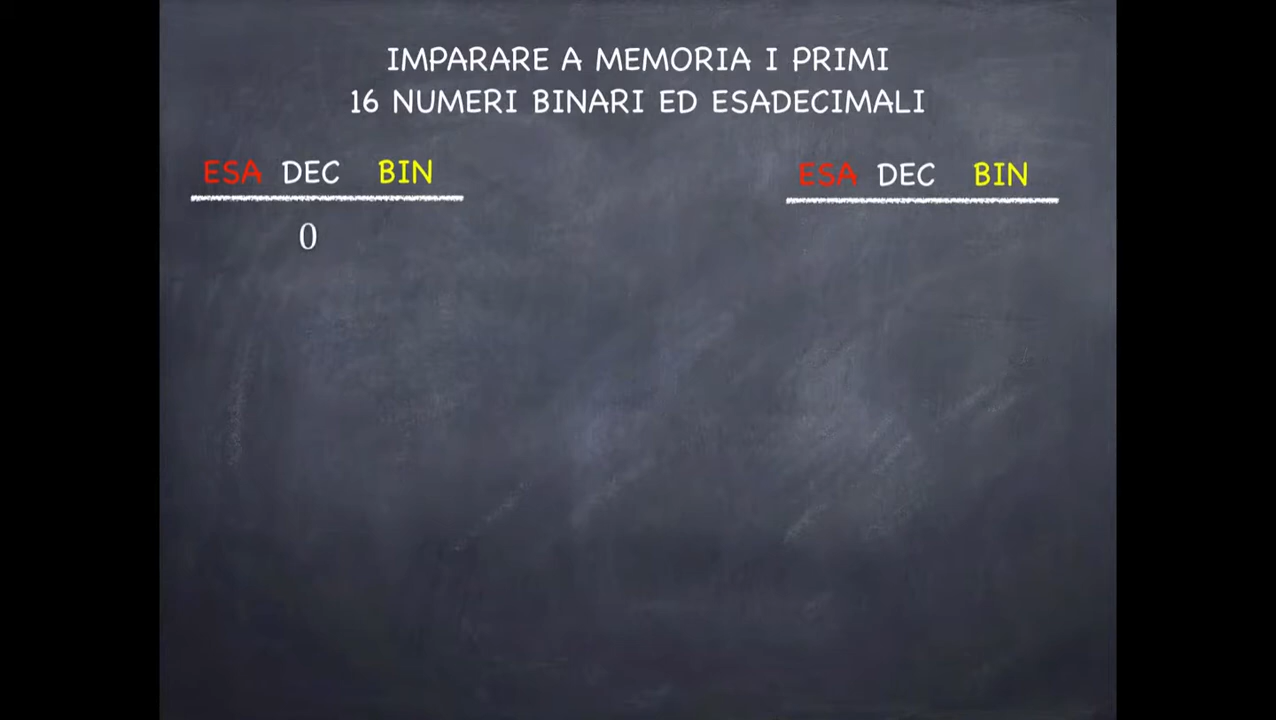 IMPARARE A MEMORIA I PRIMI
16 NUMERI BINARI ED ESADECIMALI
ESA DEC BIN
0
ESA DEC BIN